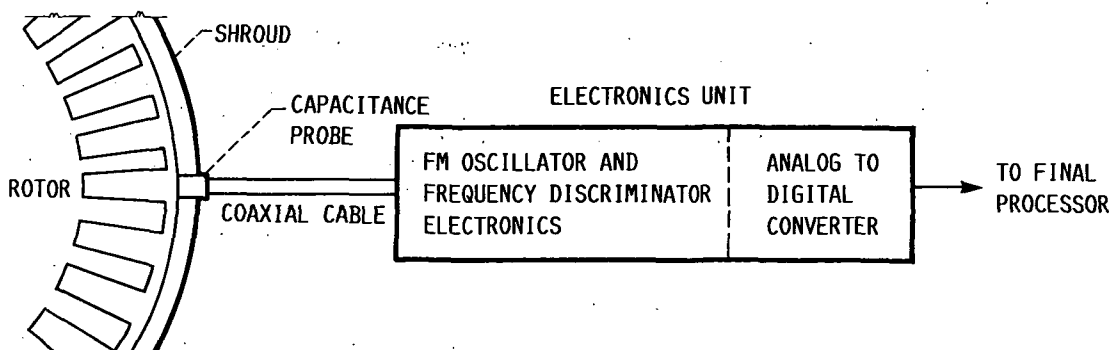 SHROUD
CAPACITANCE
PROBE
ELECTRONICS UNIT
ROTOR
COAXIAL CABLE
FM OSCILLATOR AND
FREQUENCY DISCRIMINATOR
ELECTRONICS
ANALOG TO
DIGITAL
CONVERTER
TO FINAL
PROCESSOR